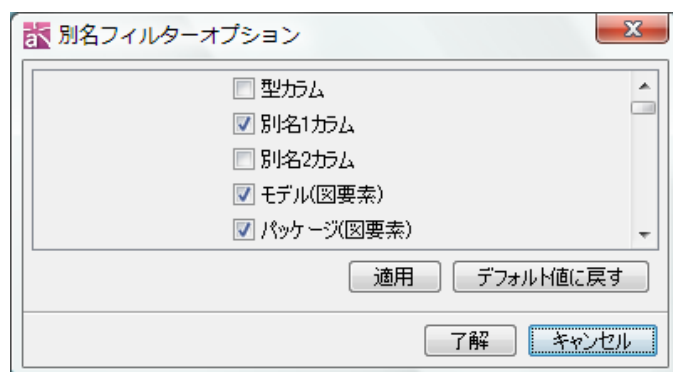 別名フィルターオプション
型カラム
別名1カラム
別名2カラム
モデル(図要素)
パッケージ(図要素)
適用 デフォルト値に戻す
了解 キャンセル